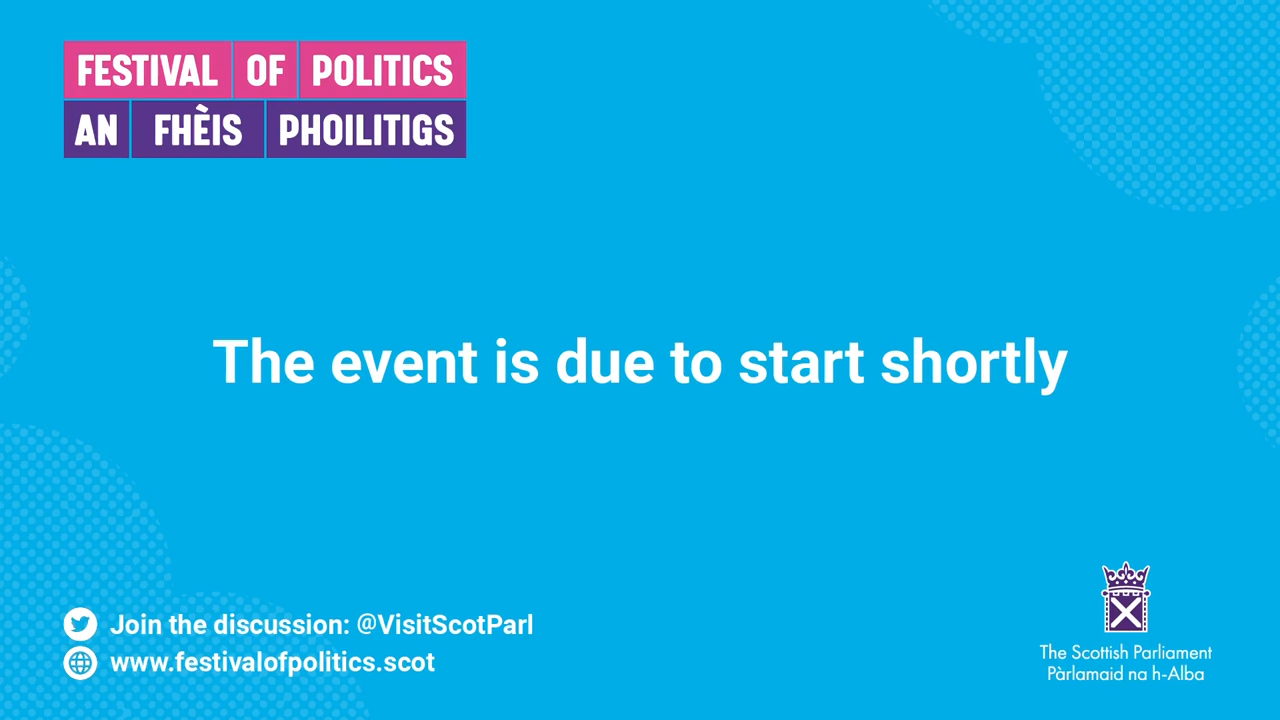 FESTIVAL OF POLITICS
AN FHÈIS PHOILITIGS
The event is due to start shortly
Join the discussion: @VisitScotParl
www.festivalofpolitics.scot
The Scottish Parliament
Pàrlamaid na h-Alba